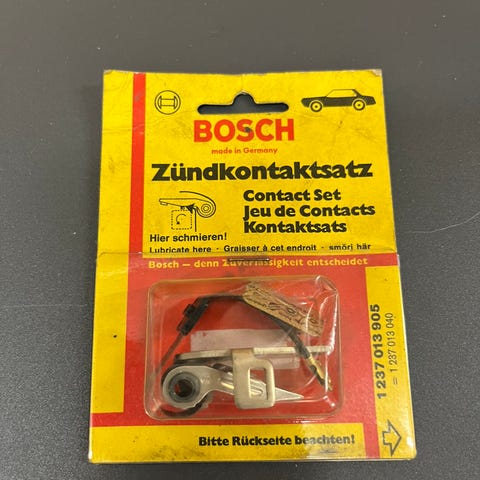 BOSCH
made in Germany
Zündkontaktsatz
Contact Set
Jeu de Contacts
Kontaktsats
Hier schmieren!
Lubricate here · Graisser à cet endroit · smörj här
Bosch — denn Zuverlässigkeit entscheidet
1 237 013 905
= 1 237 013 040
Bitte Rückseite beachten!